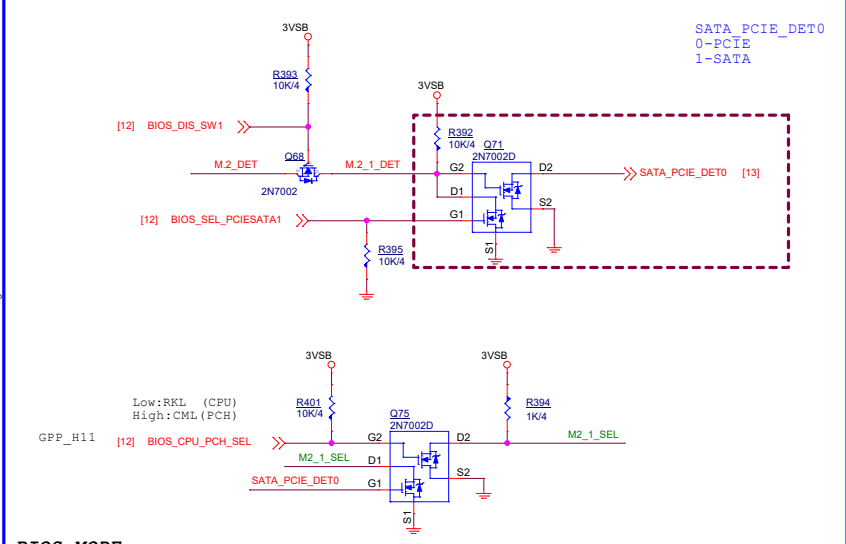 SATA_PCIE_DET0
0-PCIE
1-SATA
3VSB
R393
10K/4
3VSB
[12] BIOS_DIS_SW1
R392
10K/4
Q71
2N7002D
Q68
M.2_DET
M.2_1_DET
G2
D2
SATA_PCIE_DET0 [13]
2N7002
D1
S2
[12] BIOS_SEL_PCIESATA1
G1
S1
R395
10K/4
3VSB
3VSB
Low:RKL (CPU)
High:CML(PCH)
R401
10K/4
Q75
2N7002D
R394
1K/4
GPP_H11
[12] BIOS_CPU_PCH_SEL
G2
D2
M2_1_SEL
M2_1_SEL
D1
S2
SATA_PCIE_DET0
G1
S1